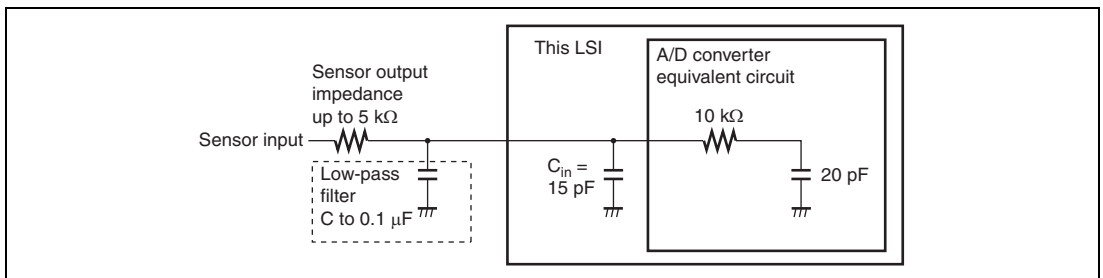 This LSI
A/D converter
equivalent circuit
Sensor output
impedance
up to 5 kΩ
10 kΩ
Sensor input
Low-pass
filter
C to 0.1 μF
Cin =
15 pF
20 pF